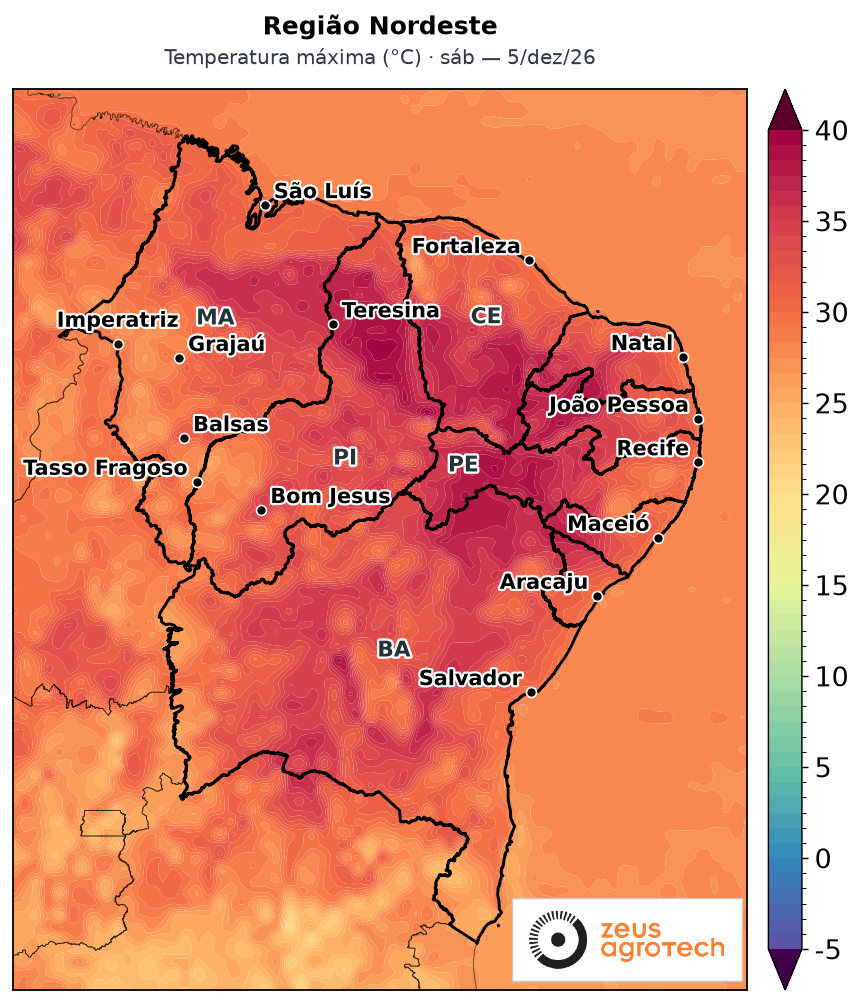 Região Nordeste
Temperatura máxima (°C) · sáb — 5/dez/26
São Luís
Fortaleza
Teresina
Imperatriz
MA
CE
Grajaú
Natal
João Pessoa
Balsas
Recife
Tasso Fragoso
PI
PE
Bom Jesus
Maceió
Aracaju
BA
Salvador
40
35
30
25
20
15
10
5
0
-5
zeus
agrotech